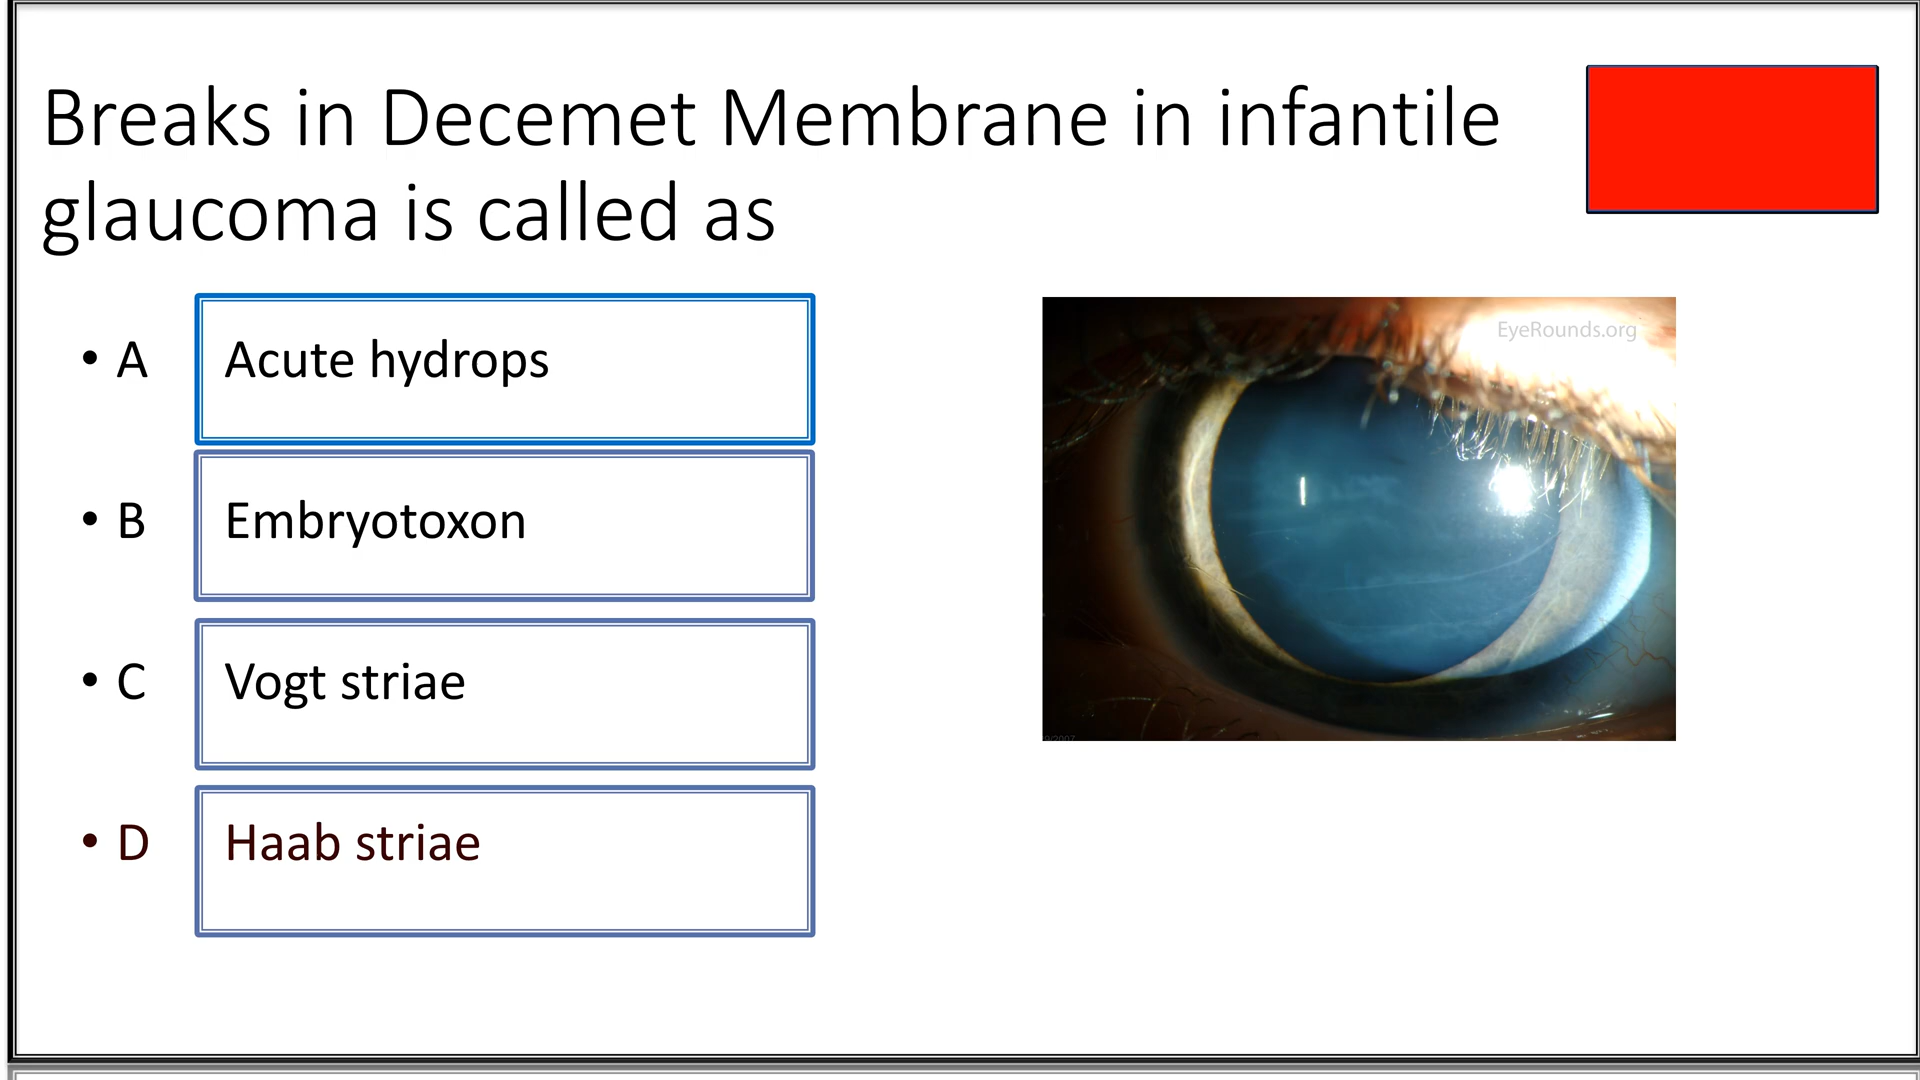 Breaks in Decemet Membrane in infantile
glaucoma is called as
• A Acute hydrops
• B Embryotoxon
• C Vogt striae
• D Haab striae
EyeRounds.org